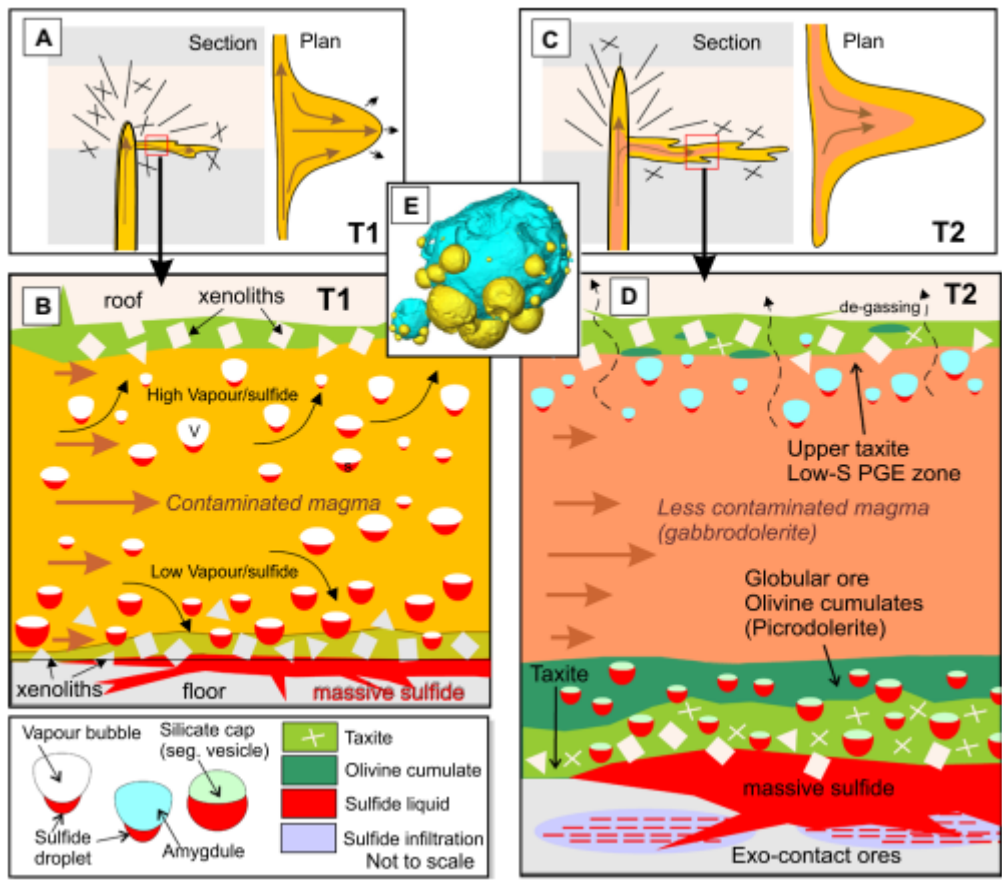 A
Section
Plan
T1
C
Section
Plan
T2
E
B
roof
xenoliths
T1
High Vapour/sulfide
V
s
Contaminated magma
Low Vapour/sulfide
xenoliths
floor
massive sulfide
D
de-gassing
T2
Upper taxite
Low-S PGE zone
Less contaminated magma
(gabbrodolerite)
Globular ore
Olivine cumulates
(Picrodolerite)
Taxite
massive sulfide
Exo-contact ores
Vapour bubble
Silicate cap
(seg. vesicle)
Sulfide
droplet
Amygdule
Taxite
Olivine cumulate
Sulfide liquid
Sulfide infiltration
Not to scale